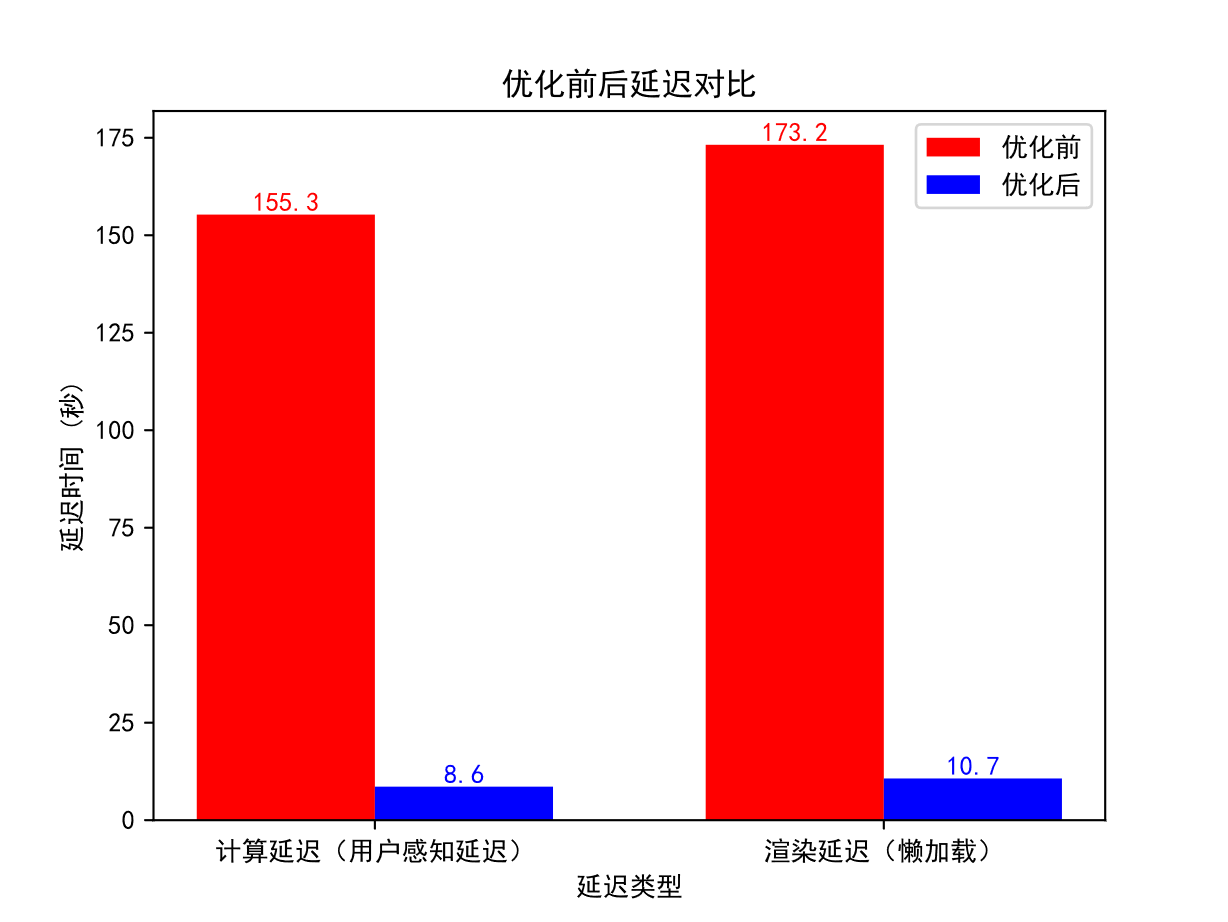 优化前后延迟对比
173.2
155.3
8.6
10.7
优化前
优化后
延迟时间（秒）
175
150
125
100
75
50
25
0
计算延迟（用户感知延迟）
渲染延迟（懒加载）
延迟类型